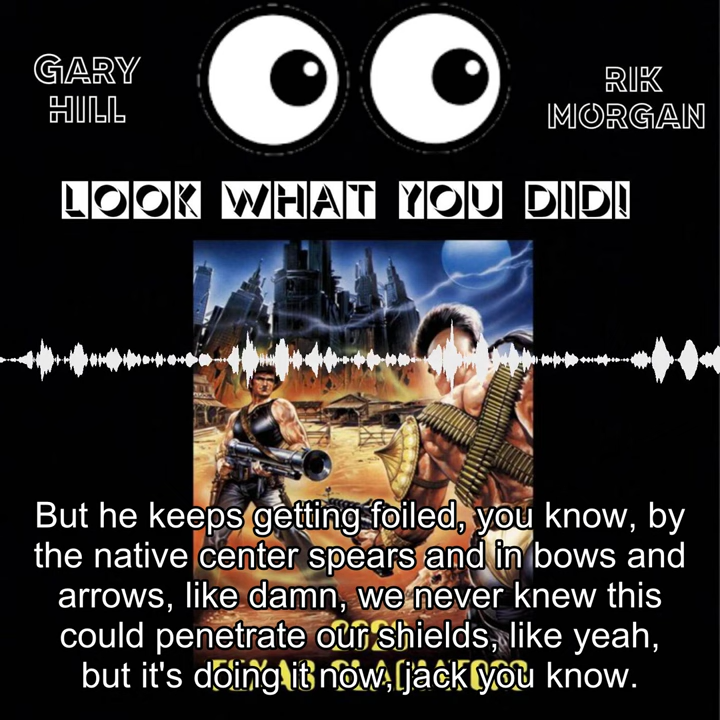 GARY
HILL
RIK
MORGAN
LOOK WHAT YOU DID!
But he keeps getting foiled, you know, by
the native center spears and in bows and
arrows, like damn, we never knew this
could penetrate our shields, like yeah,
but it's doing it now, jack you know.